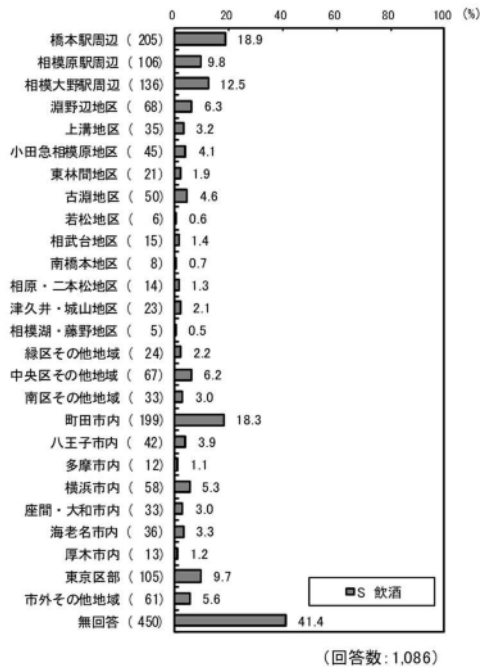 0 20 40 60 80 100 (%)
橋本駅周辺 ( 205) 18.9
相模原駅周辺 ( 106) 9.8
相模大野駅周辺 ( 136) 12.5
淵野辺地区 ( 68) 6.3
上溝地区 ( 35) 3.2
小田急相模原地区 ( 45) 4.1
東林間地区 ( 21) 1.9
古淵地区 ( 50) 4.6
若松地区 ( 6) 0.6
相武台地区 ( 15) 1.4
南橋本地区 ( 8) 0.7
相原・二本松地区 ( 14) 1.3
津久井・城山地区 ( 23) 2.1
相模湖・藤野地区 ( 5) 0.5
緑区その他地域 ( 24) 2.2
中央区その他地域 ( 67) 6.2
南区その他地域 ( 33) 3.0
町田市内 ( 199) 18.3
八王子市内 ( 42) 3.9
多摩市内 ( 12) 1.1
横浜市内 ( 58) 5.3
座間・大和市内 ( 33) 3.0
海老名市内 ( 36) 3.3
厚木市内 ( 13) 1.2
東京区部 ( 105) 9.7
市外その他地域 ( 61) 5.6
無回答 ( 450) 41.4
S 飲酒
(回答数:1,086)